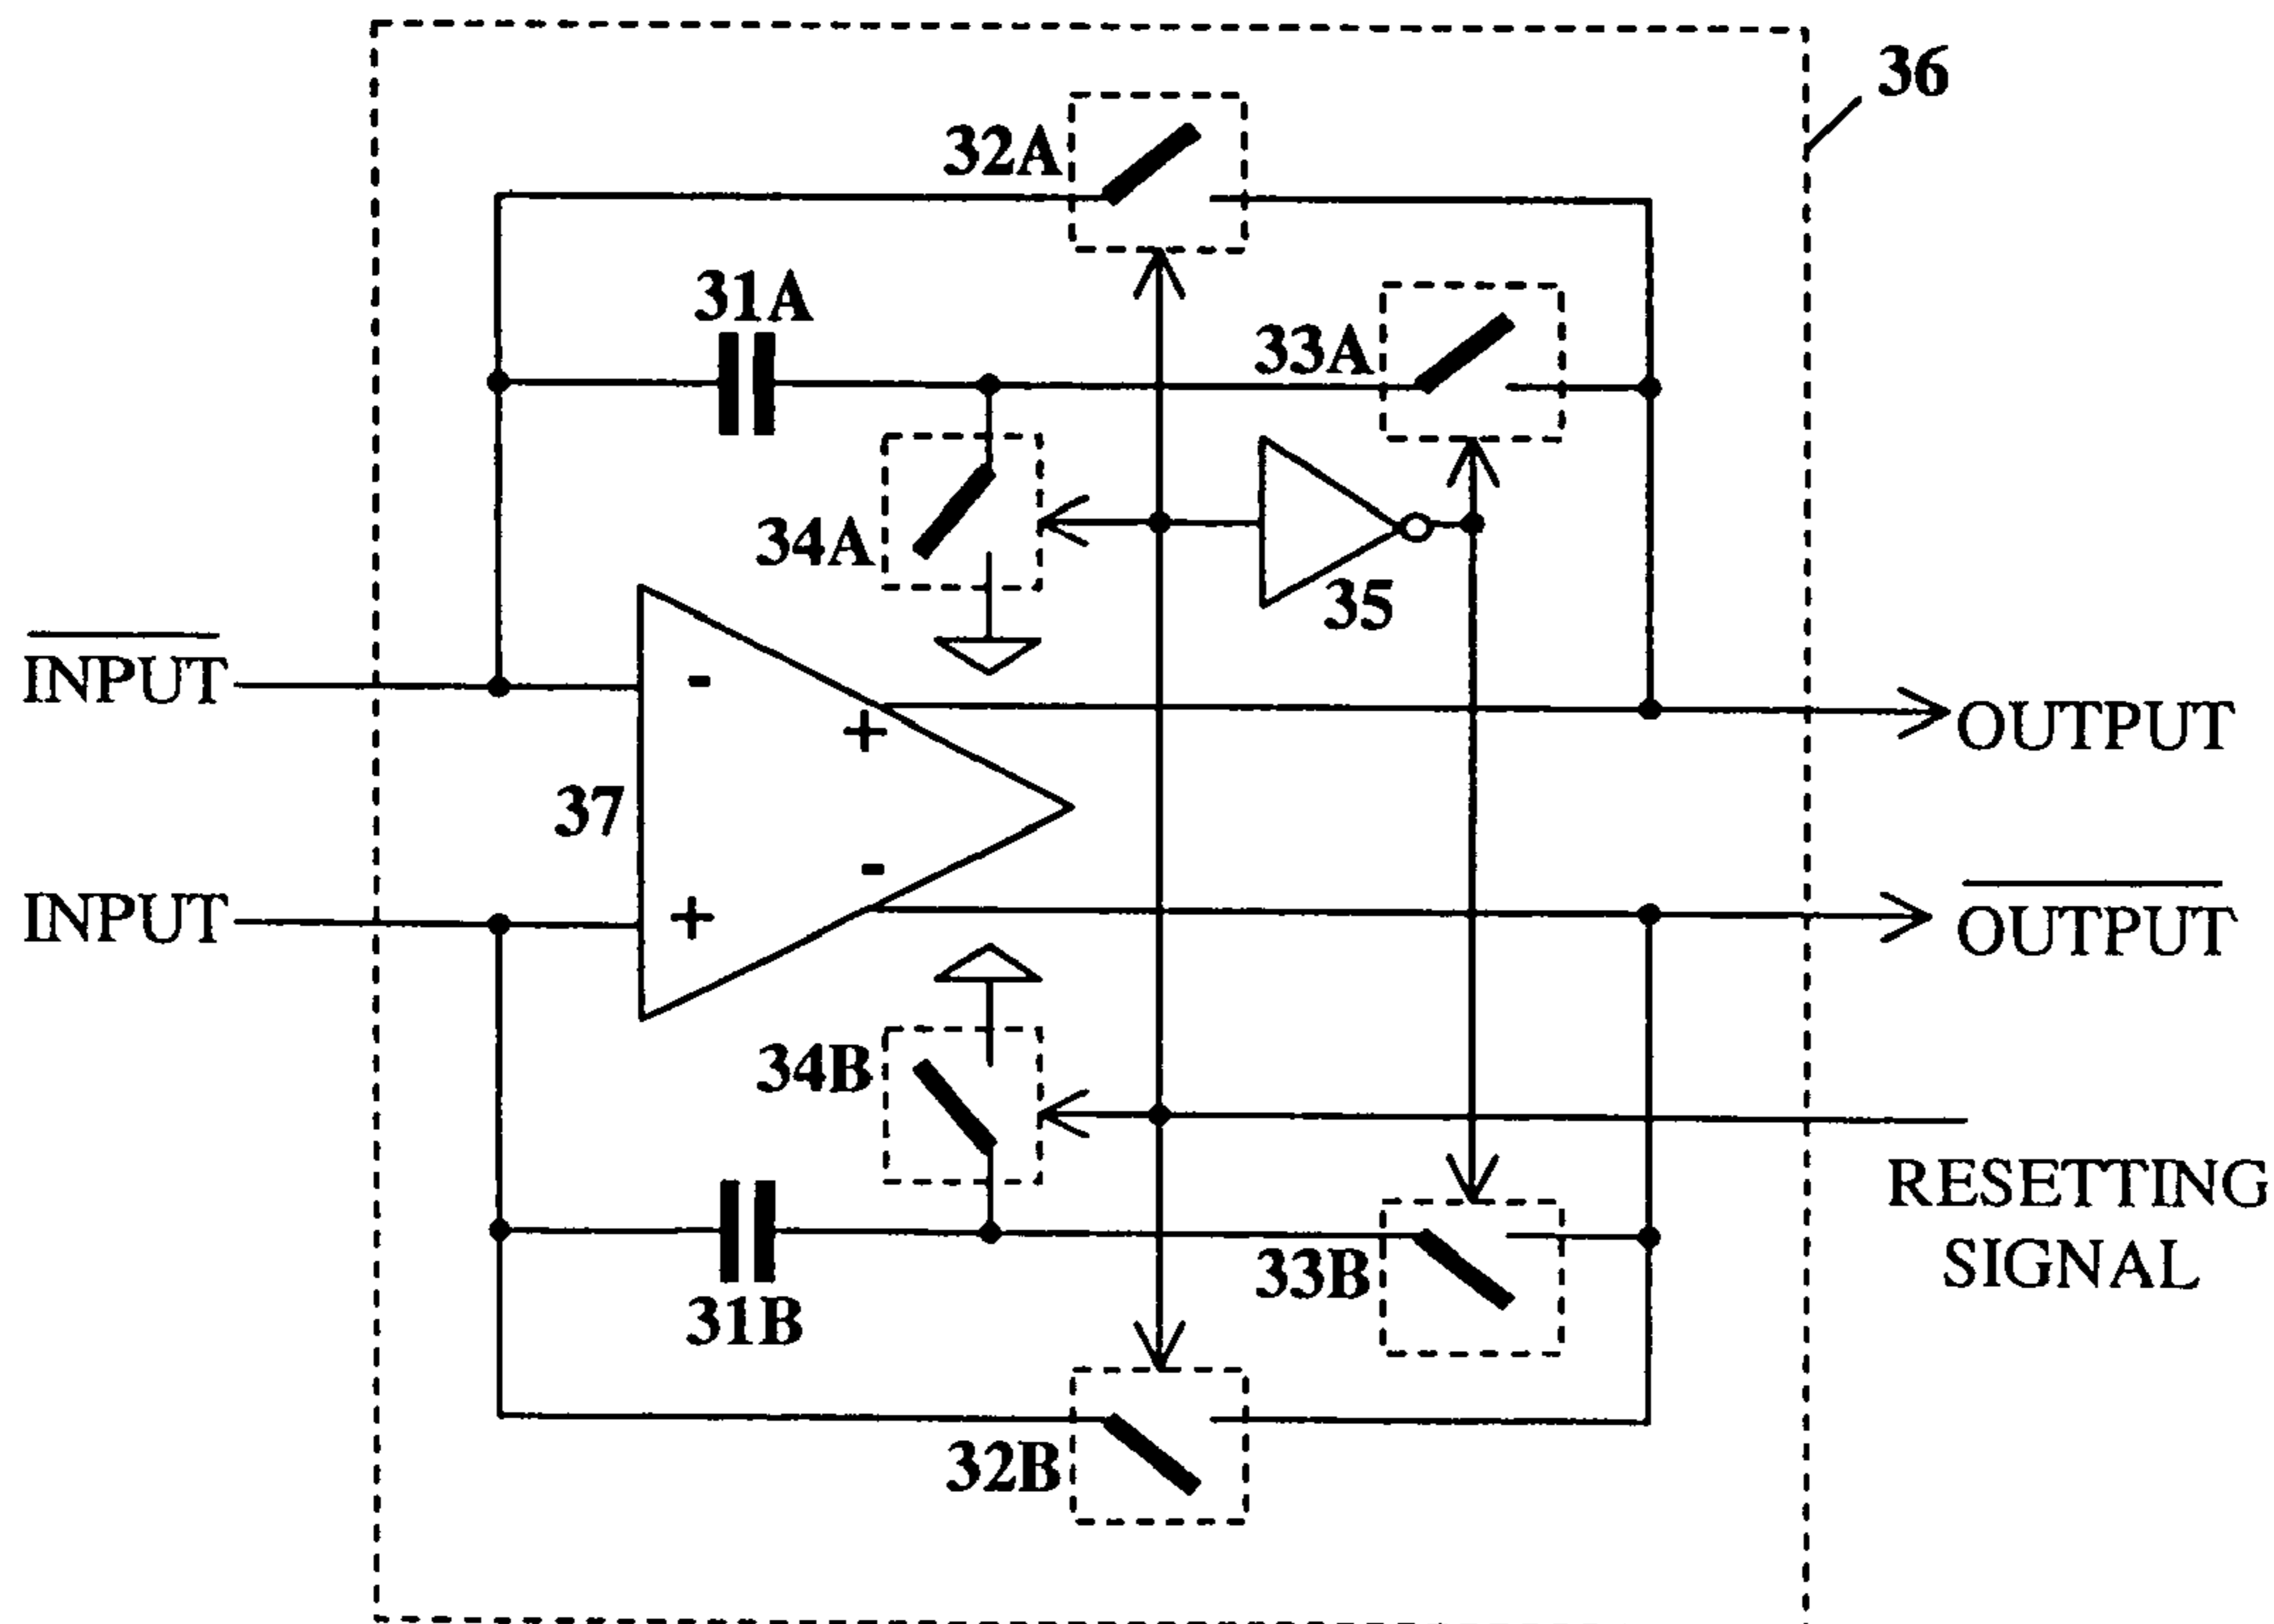 36
32A
31A
33A
34A
35
INPUT
-
+
OUTPUT
37
-
INPUT
+
OUTPUT
34B
RESETTING
SIGNAL
33B
31B
32B